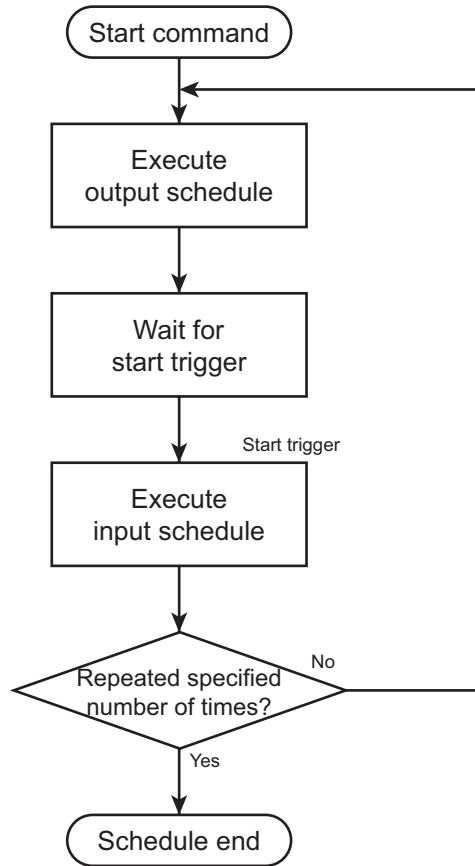 Start command
Execute
output schedule
Wait for
start trigger
Start trigger
Execute
input schedule
Repeated specified
number of times?
No
Yes
Schedule end